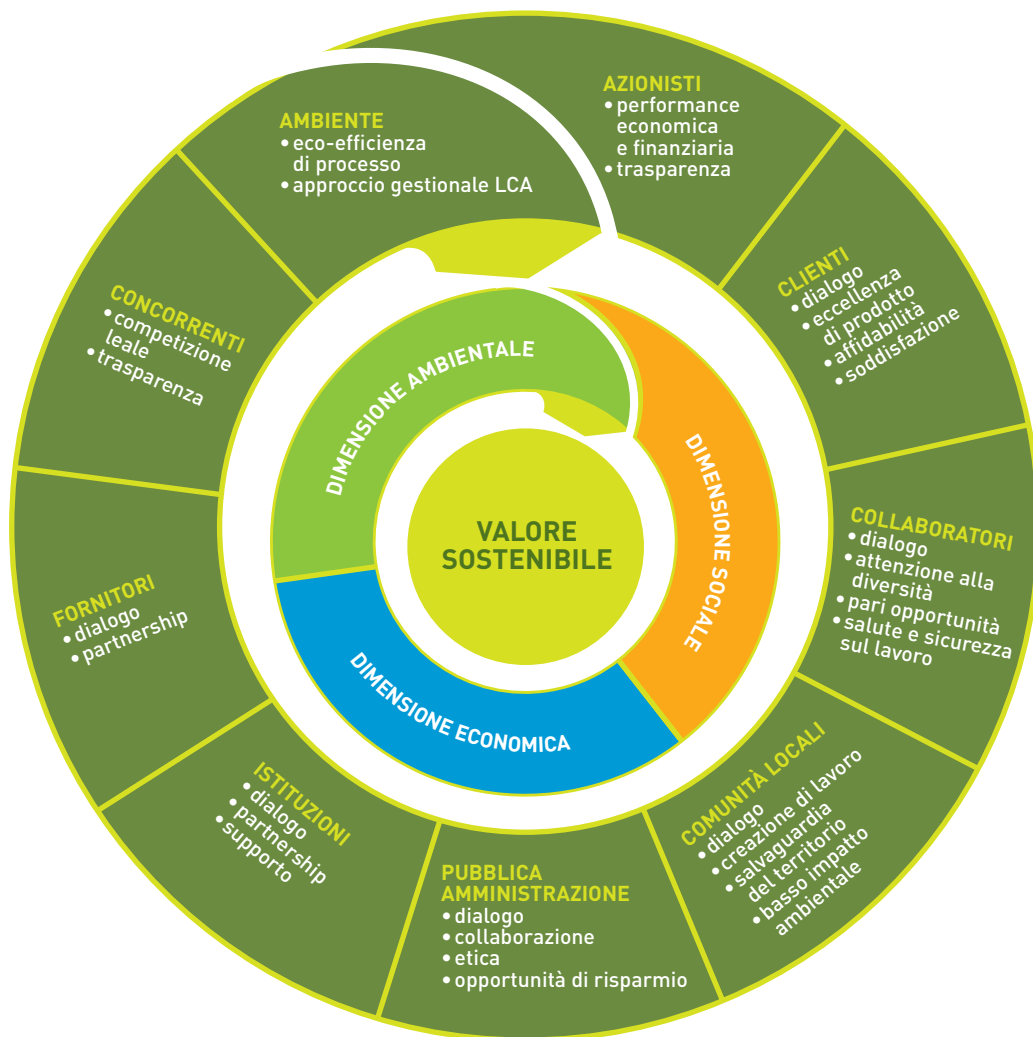 AZIONISTI
• performance
economica
e finanziaria
• trasparenza
CLIENTI
• dialogo
• eccellenza
di prodotto
• affidabilità
• soddisfazione
COLLABORATORI
• dialogo
• attenzione alla
diversità
• pari opportunità
• salute e sicurezza
sul lavoro
COMUNITÀ LOCALI
• dialogo
• creazione di lavoro
• salvaguardia
del territorio
• basso impatto
ambientale
PUBBLICA
AMMINISTRAZIONE
• dialogo
• collaborazione
• etica
• opportunità di risparmio
ISTITUZIONI
• dialogo
• partnership
• supporto
FORNITORI
• dialogo
• partnership
CONCORRENTI
• competizione
leale
• trasparenza
AMBIENTE
• eco-efficienza
di processo
• approccio gestionale LCA
DIMENSIONE AMBIENTALE
DIMENSIONE SOCIALE
DIMENSIONE ECONOMICA
VALORE
SOSTENIBILE